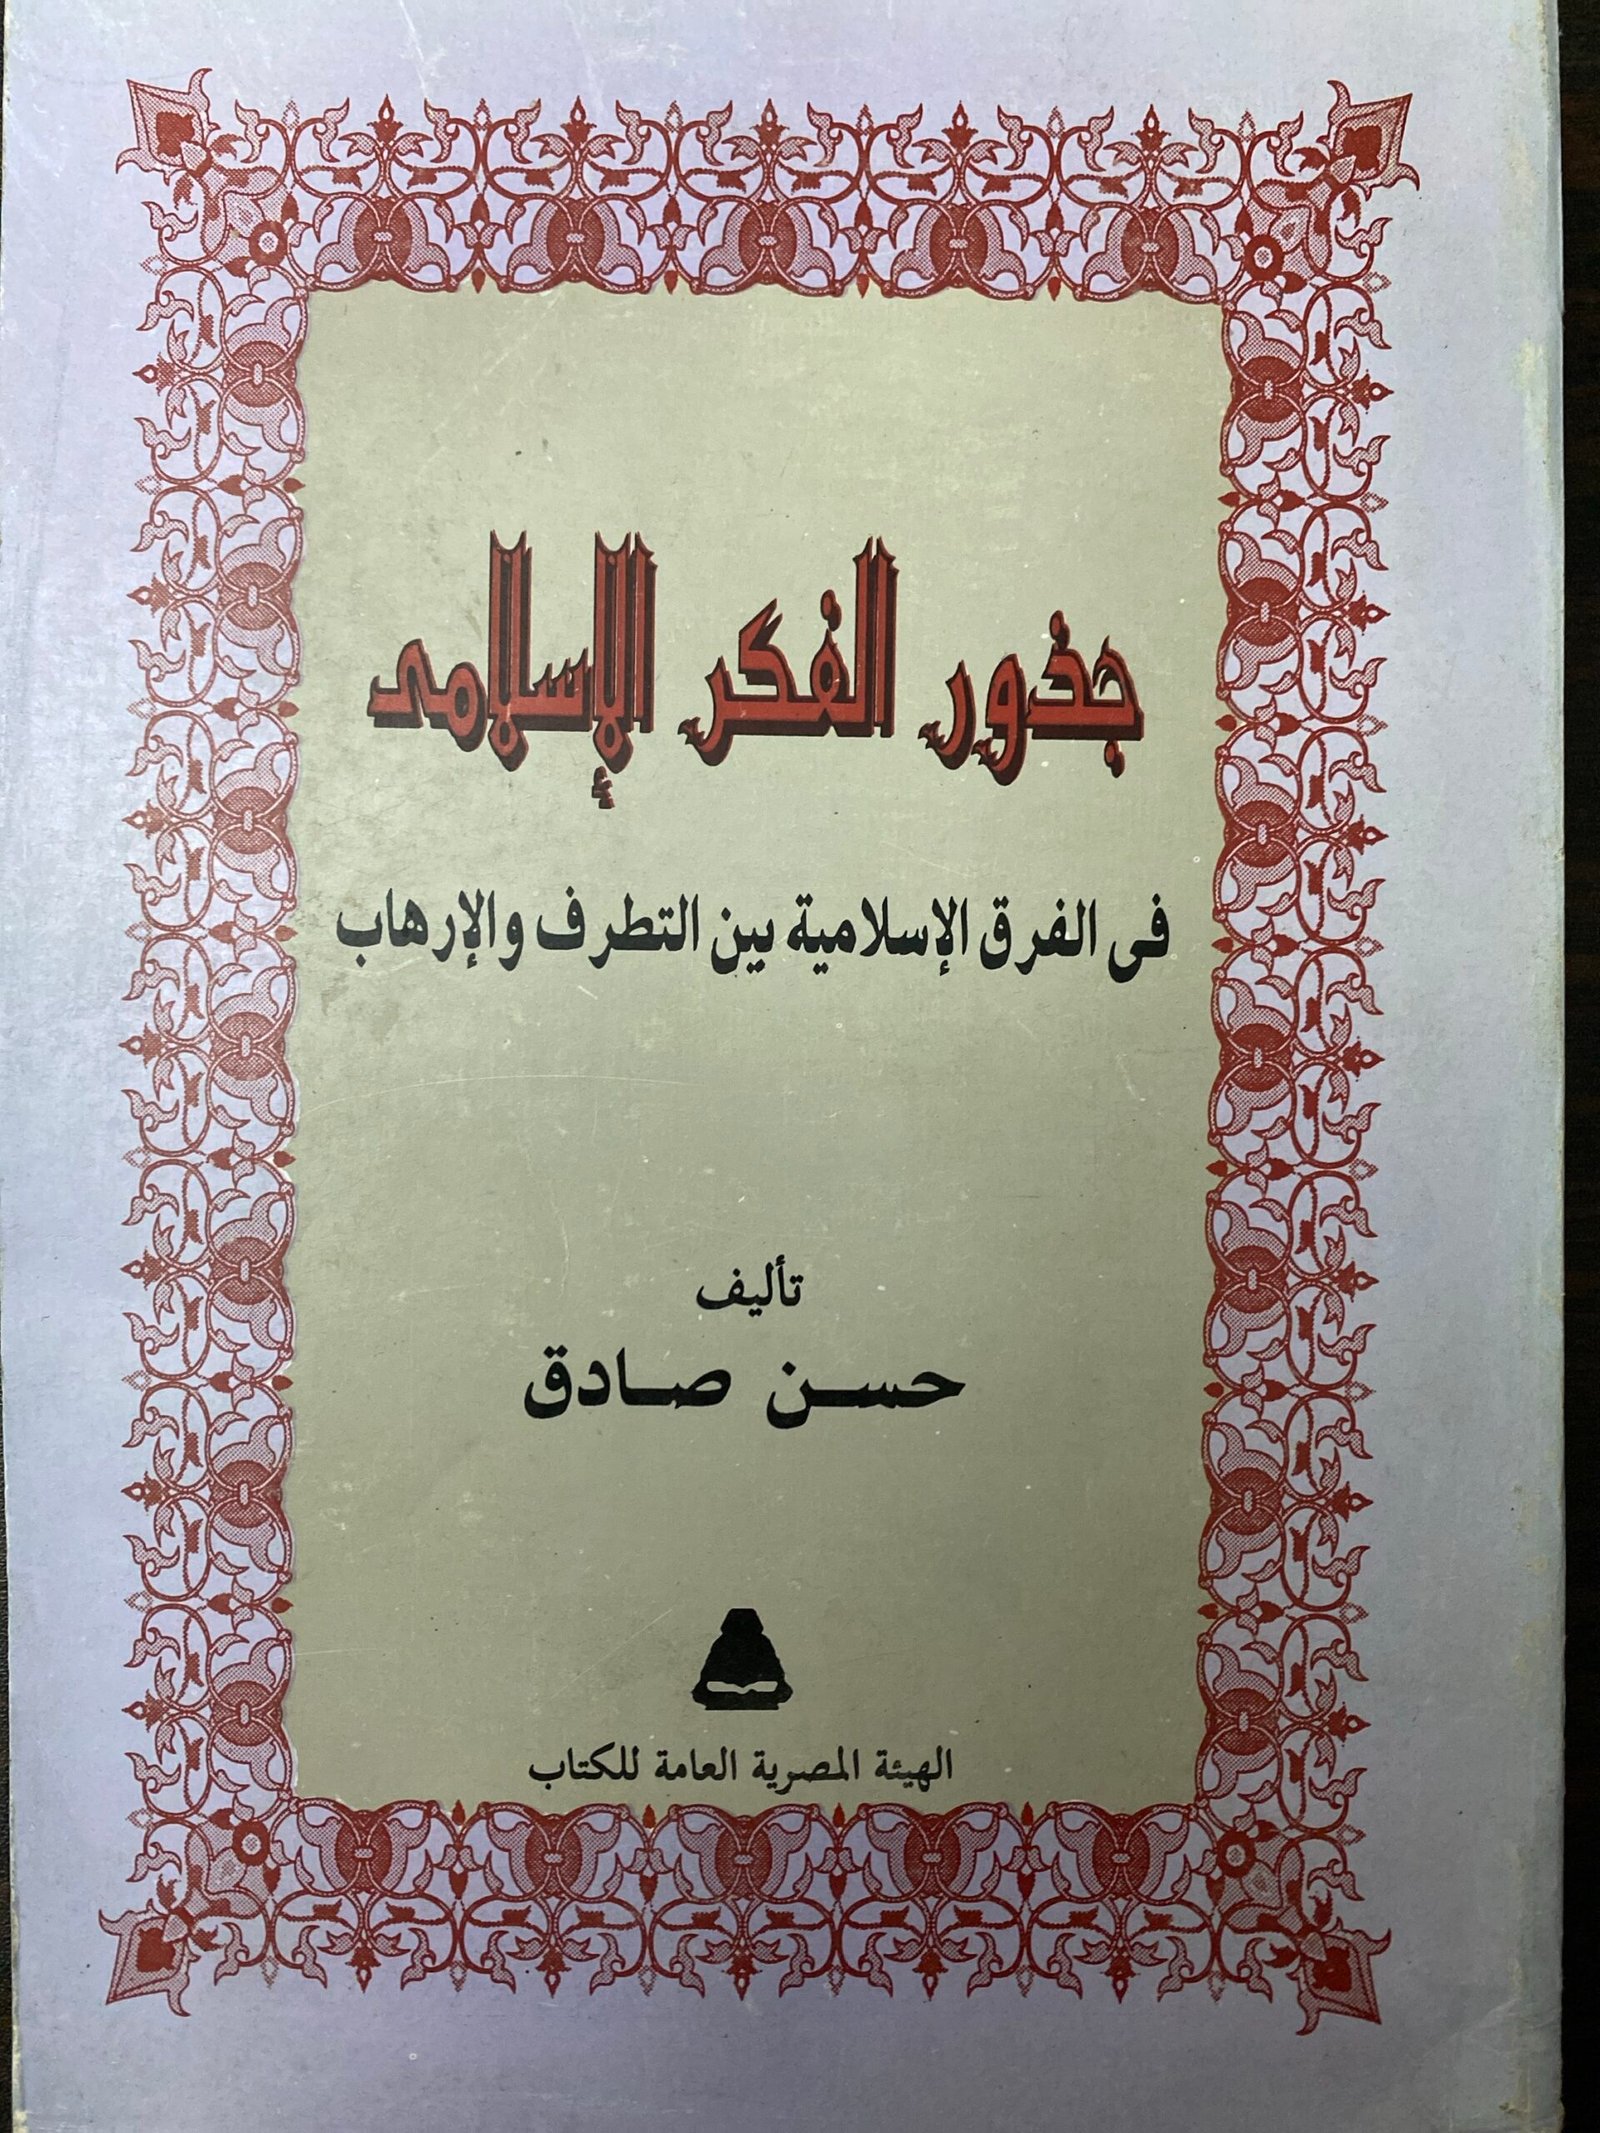 جذور الفكر الإسلامى
فى الفرق الإسلامية بين التطرف والإرهاب
تأليف
حسن صادق
الهيئة المصرية العامة للكتاب